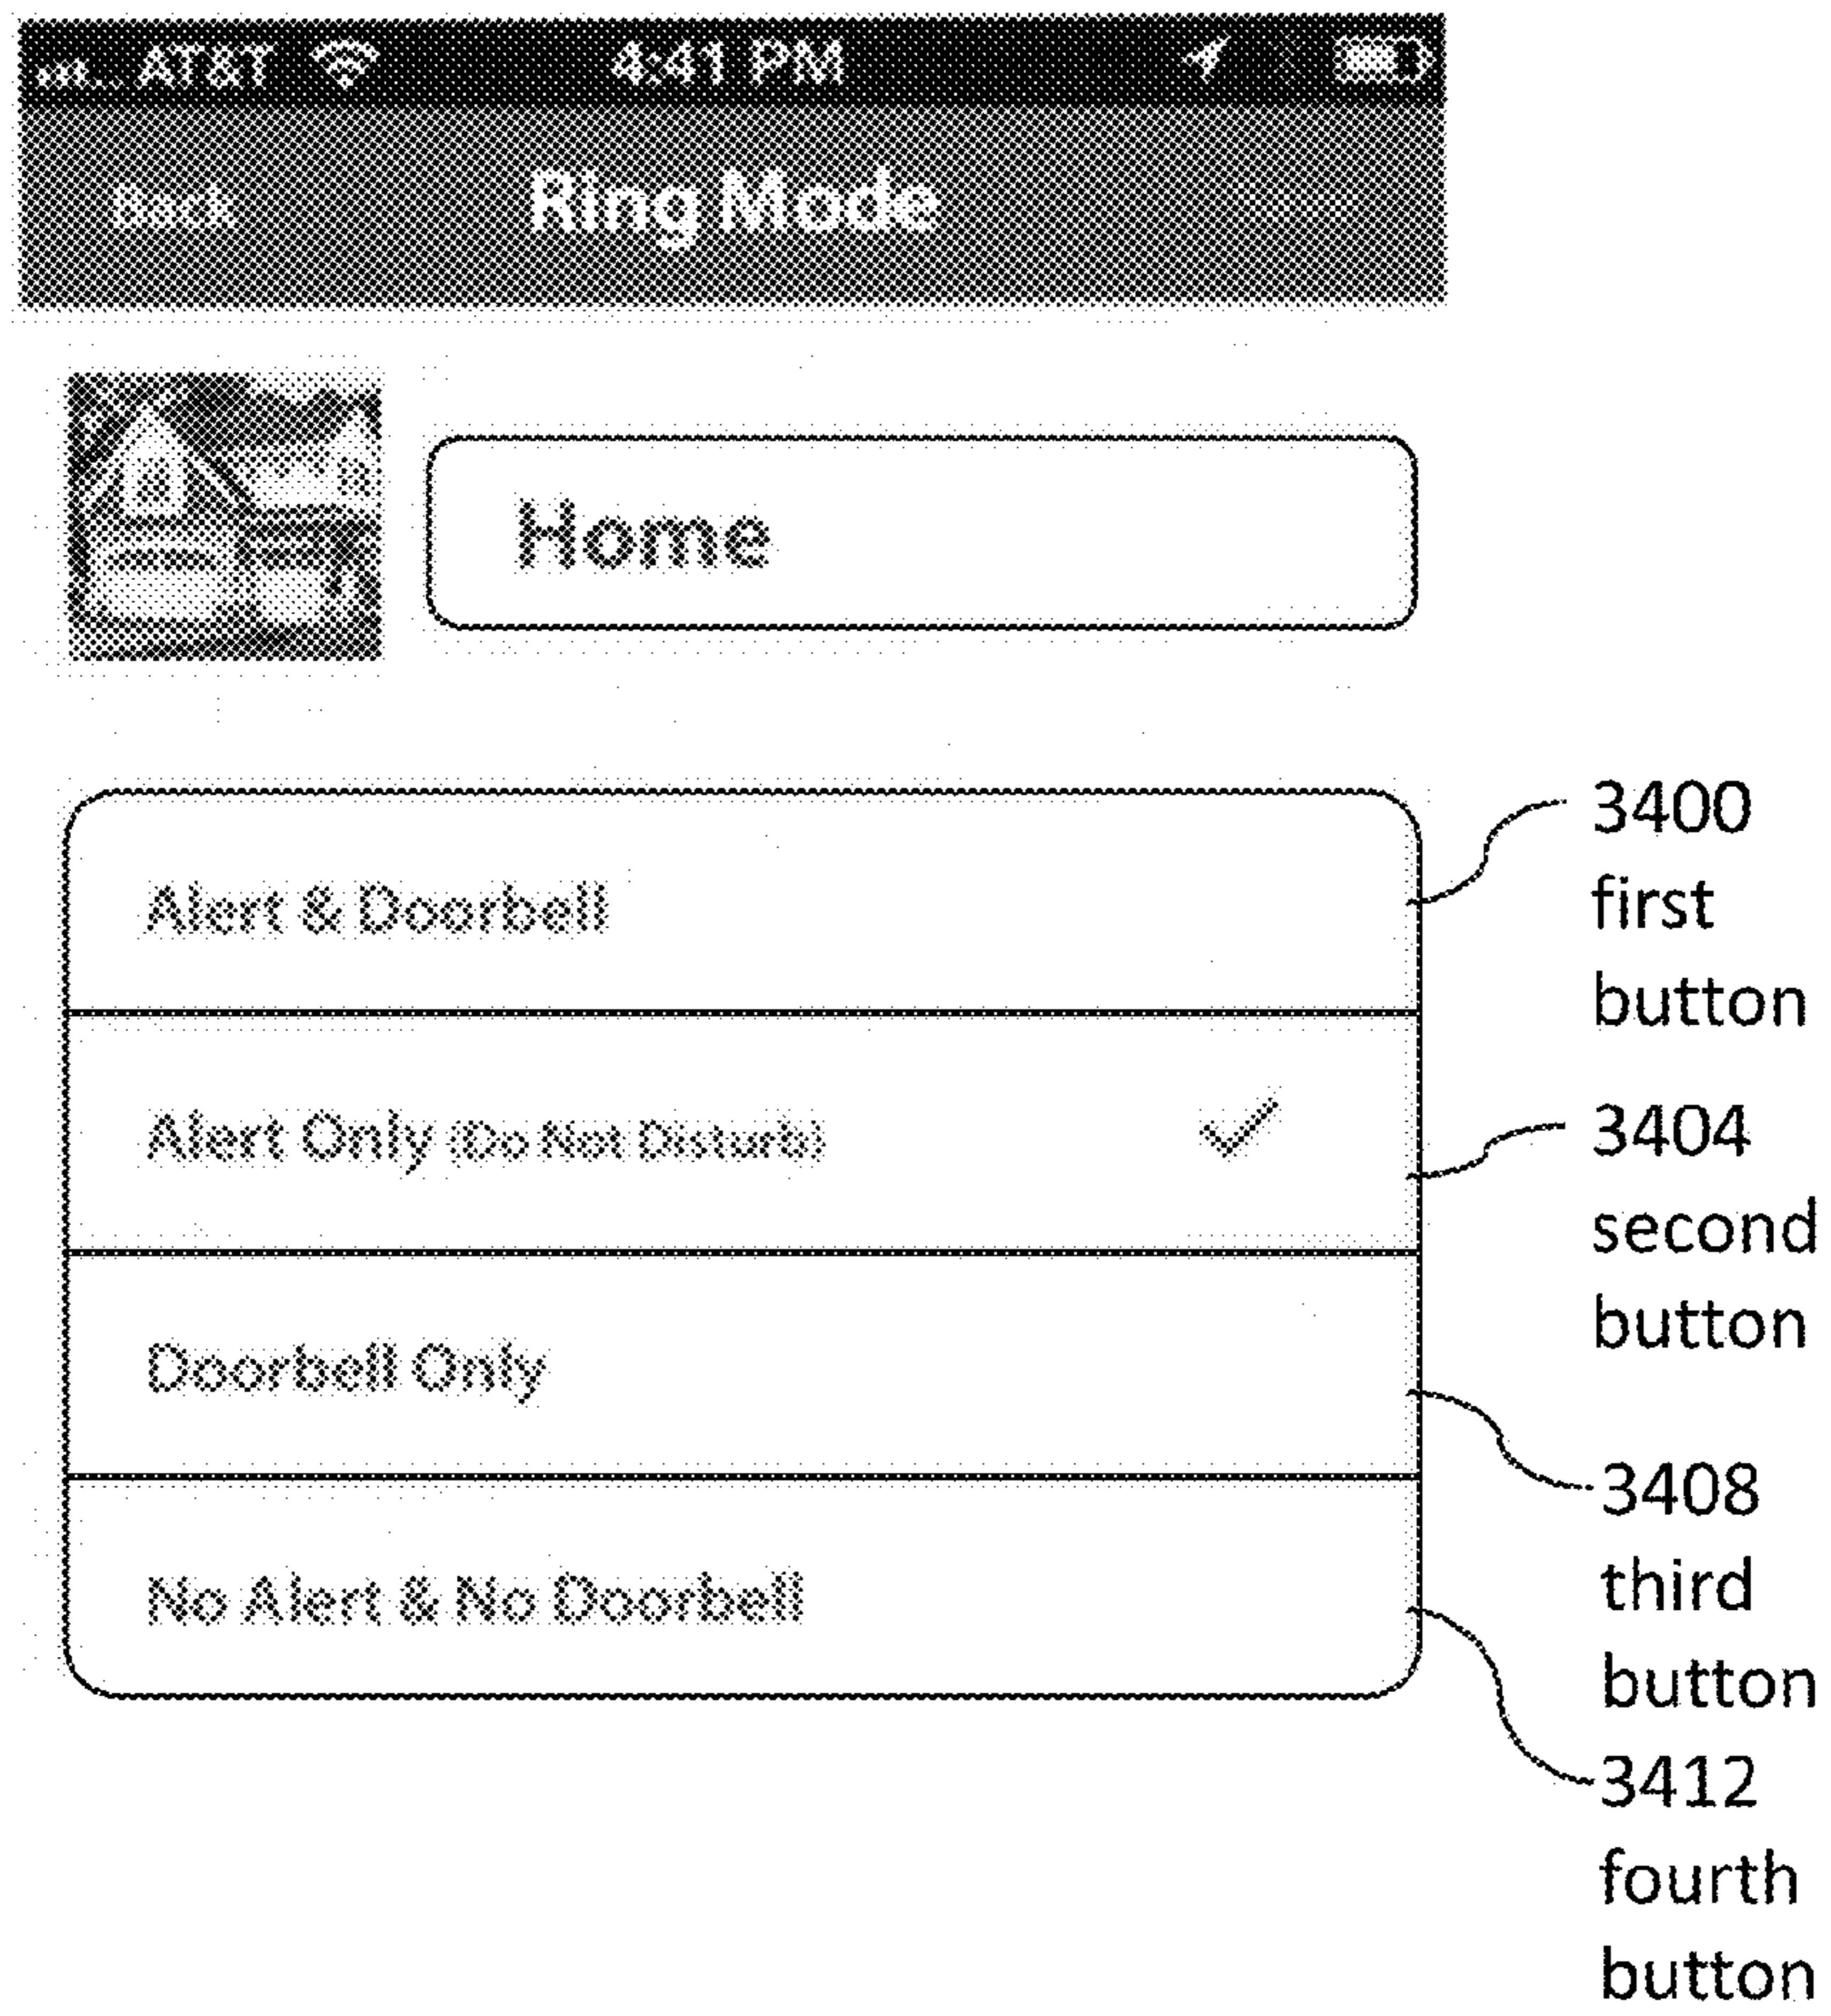 AT&T 4:41 PM
Back Ring Mode
Home
Alert & Doorbell
Alert Only (Do Not Disturb)
Doorbell Only
No Alert & No Doorbell
3400
first
button
3404
second
button
3408
third
button
3412
fourth
button